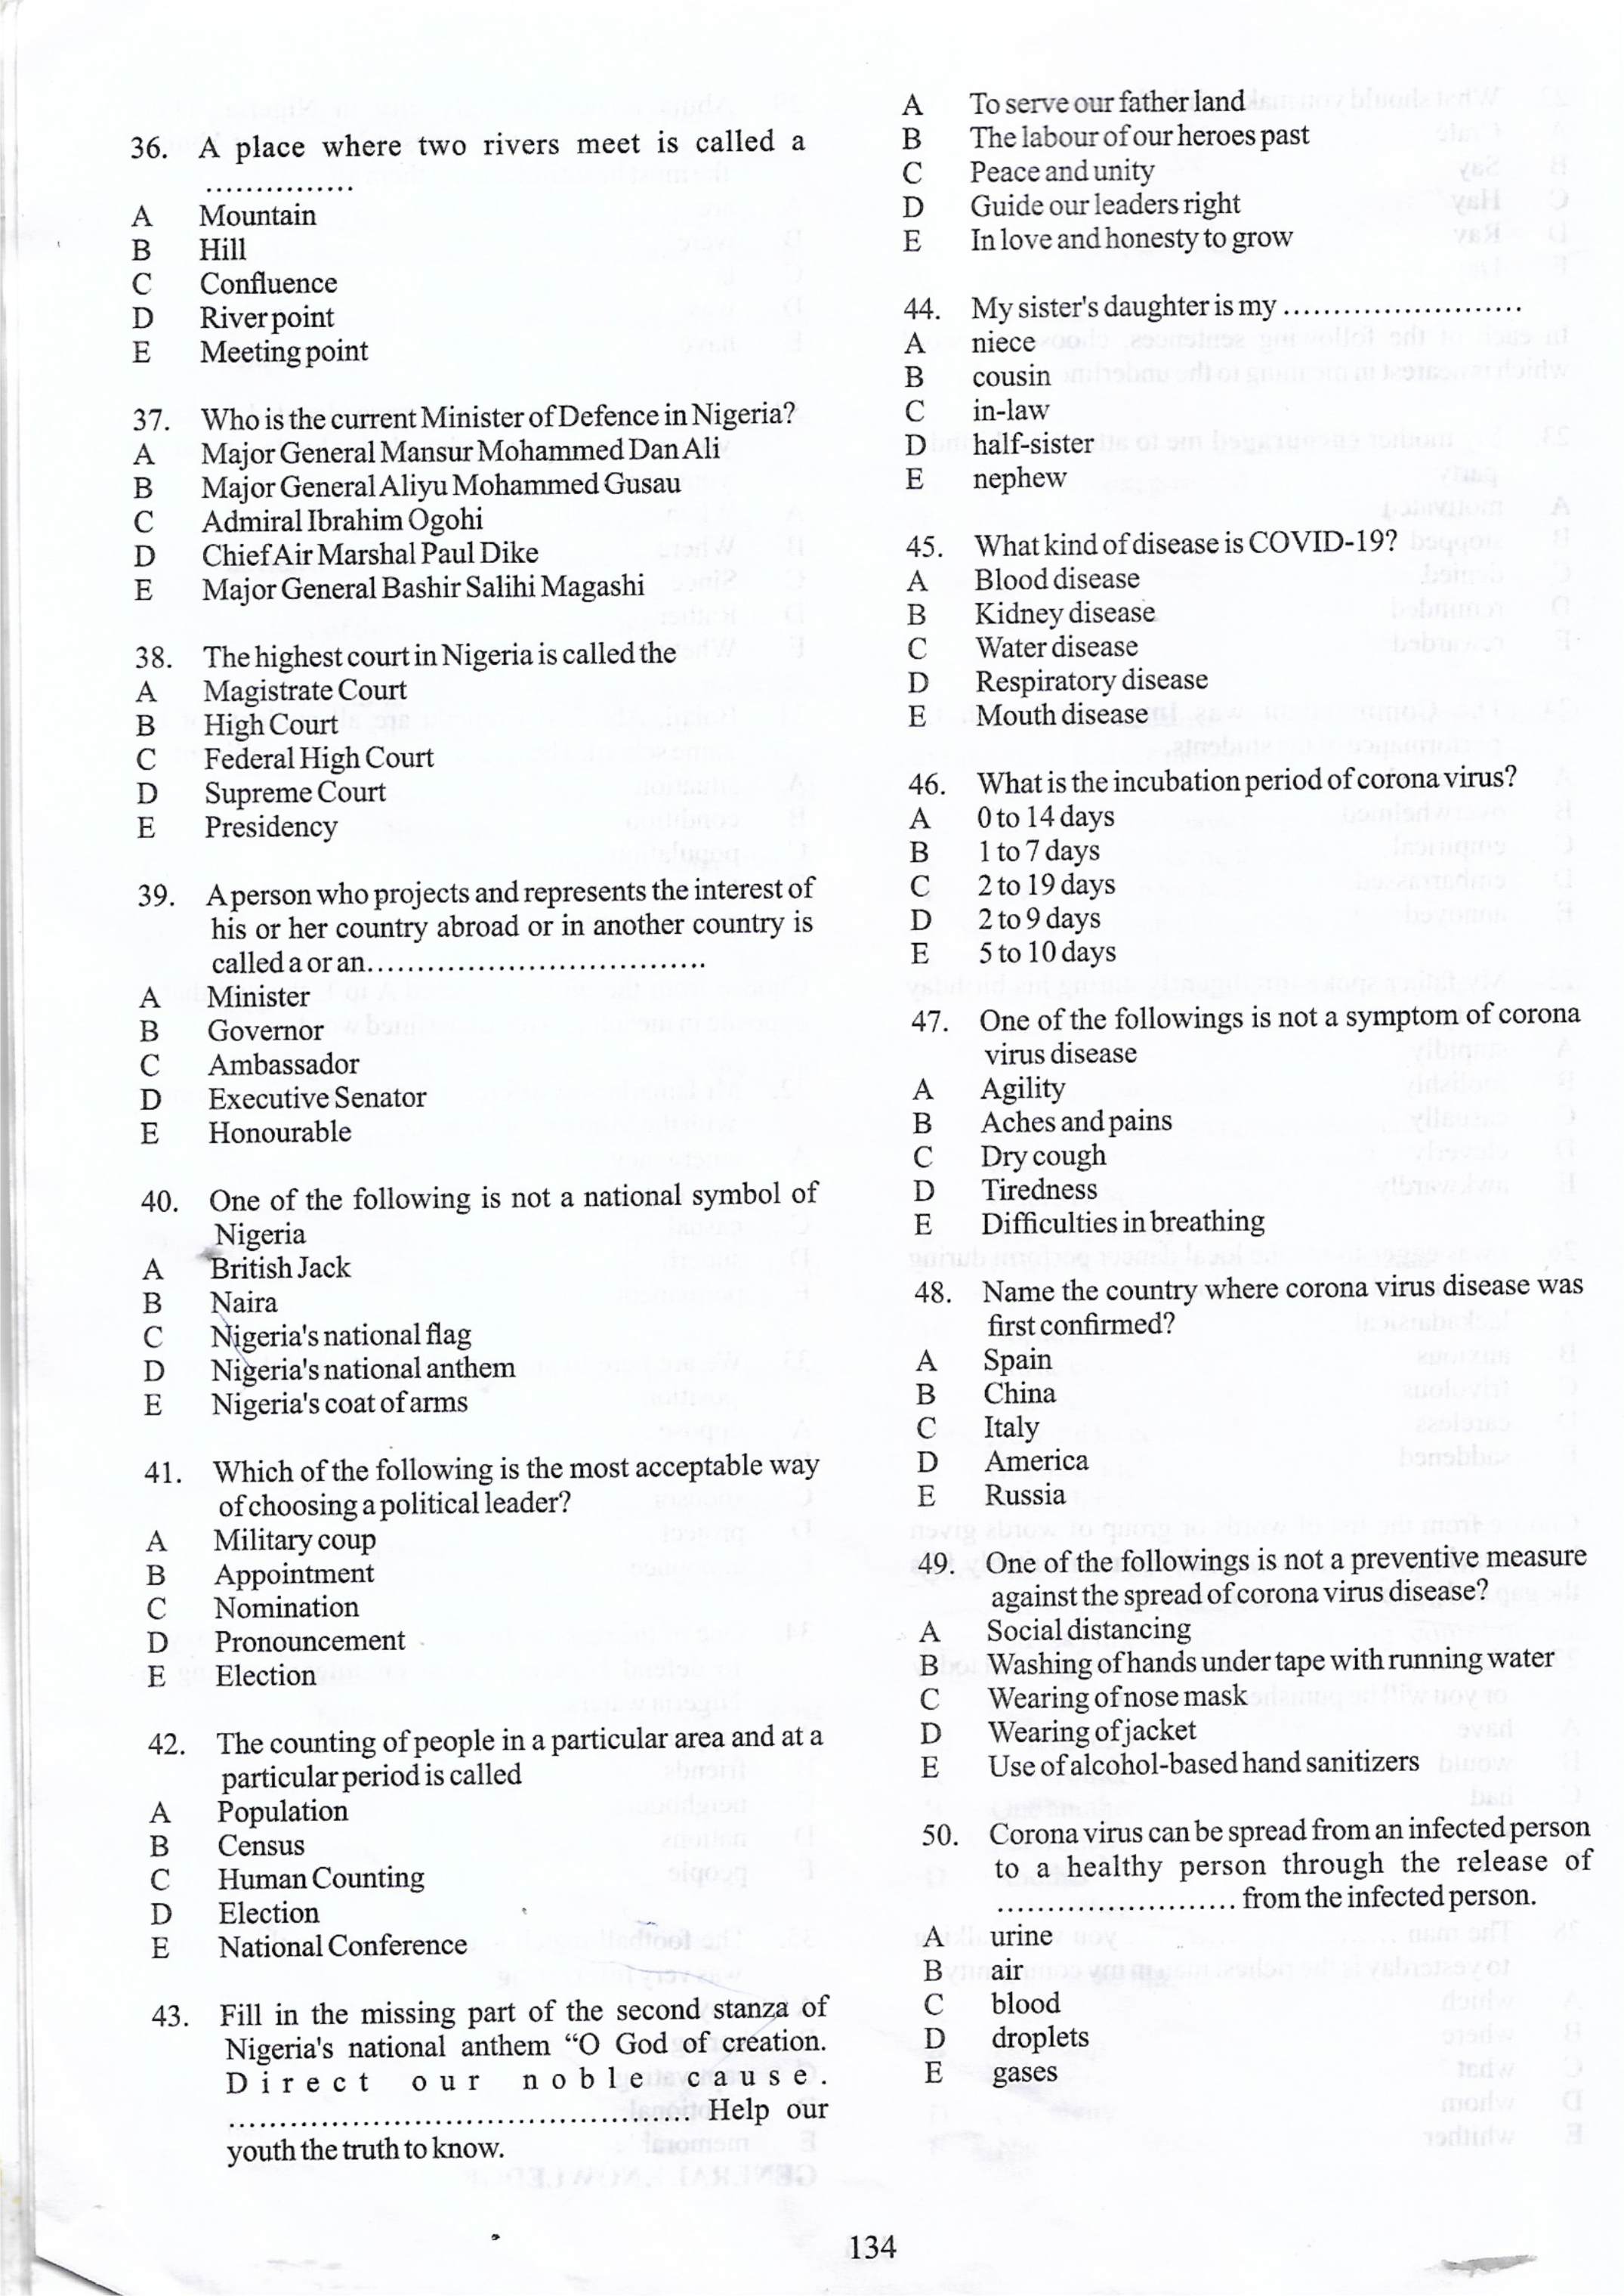 36. A place where two rivers meet is called a
...............
A Mountain
B Hill
C Confluence
D River point
E Meeting point
37. Who is the current Minister of Defence in Nigeria?
A Major General Mansur Mohammed Dan Ali
B Major General Aliyu Mohammed Gusau
C Admiral Ibrahim Ogohi
D Chief Air Marshal Paul Dike
E Major General Bashir Salihi Magashi
38. The highest court in Nigeria is called the
A Magistrate Court
B High Court
C Federal High Court
D Supreme Court
E Presidency
39. A person who projects and represents the interest of
his or her country abroad or in another country is
called a or an..................................
A Minister
B Governor
C Ambassador
D Executive Senator
E Honourable
40. One of the following is not a national symbol of
Nigeria
A British Jack
B Naira
C Nigeria's national flag
D Nigeria's national anthem
E Nigeria's coat of arms
41. Which of the following is the most acceptable way
of choosing a political leader?
A Military coup
B Appointment
C Nomination
D Pronouncement
E Election
42. The counting of people in a particular area and at a
particular period is called
A Population
B Census
C Human Counting
D Election
E National Conference
43. Fill in the missing part of the second stanza of
Nigeria's national anthem “O God of creation.
Direct our noble cause.
.............................................. Help our
youth the truth to know.
A To serve our father land
B The labour of our heroes past
C Peace and unity
D Guide our leaders right
E In love and honesty to grow
44. My sister's daughter is my ........................
A niece
B cousin
C in-law
D half-sister
E nephew
45. What kind of disease is COVID-19?
A Blood disease
B Kidney disease
C Water disease
D Respiratory disease
E Mouth disease
46. What is the incubation period of corona virus?
A 0 to 14 days
B 1 to 7 days
C 2 to 19 days
D 2 to 9 days
E 5 to 10 days
47. One of the followings is not a symptom of corona
virus disease
A Agility
B Aches and pains
C Dry cough
D Tiredness
E Difficulties in breathing
48. Name the country where corona virus disease was
first confirmed?
A Spain
B China
C Italy
D America
E Russia
49. One of the followings is not a preventive measure
against the spread of corona virus disease?
A Social distancing
B Washing of hands under tape with running water
C Wearing of nose mask
D Wearing of jacket
E Use of alcohol-based hand sanitizers
50. Corona virus can be spread from an infected person
to a healthy person through the release of
........................ from the infected person.
A urine
B air
C blood
D droplets
E gases
134